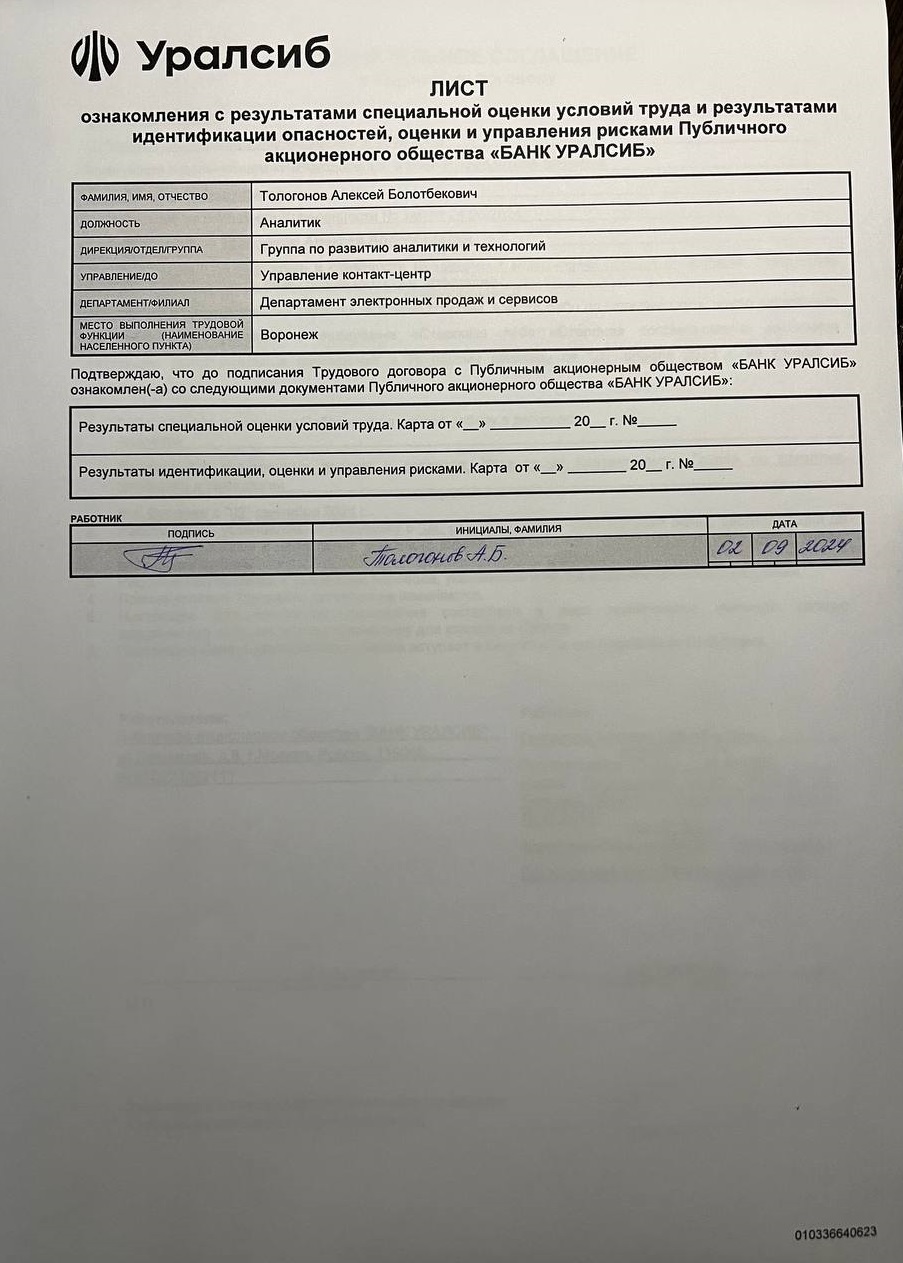 Уралсиб
ЛИСТ
ознакомления с результатами специальной оценки условий труда и результатами
идентификации опасностей, оценки и управления рисками Публичного
акционерного общества «БАНК УРАЛСИБ»
ФАМИЛИЯ, ИМЯ, ОТЧЕСТВО Тологонов Алексей Болотбекович
ДОЛЖНОСТЬ Аналитик
ДИРЕКЦИЯ/ОТДЕЛ/ГРУППА Группа по развитию аналитики и технологий
УПРАВЛЕНИЕ/ДО Управление контакт-центр
ДЕПАРТАМЕНТ/ФИЛИАЛ Департамент электронных продаж и сервисов
МЕСТО ВЫПОЛНЕНИЯ ТРУДОВОЙ
ФУНКЦИИ (НАИМЕНОВАНИЕ
НАСЕЛЕННОГО ПУНКТА)
Воронеж
Подтверждаю, что до подписания Трудового договора с Публичным акционерным обществом «БАНК УРАЛСИБ»
ознакомлен(-а) со следующими документами Публичного акционерного общества «БАНК УРАЛСИБ»:
Результаты специальной оценки условий труда. Карта от «__» ___________ 20__ г. №_____
Результаты идентификации, оценки и управления рисками. Карта от «__» ________ 20__ г. №_____
РАБОТНИК
ПОДПИСЬ ИНИЦИАЛЫ, ФАМИЛИЯ ДАТА
Тологонов А.Б. 02 09 2024
010336640623